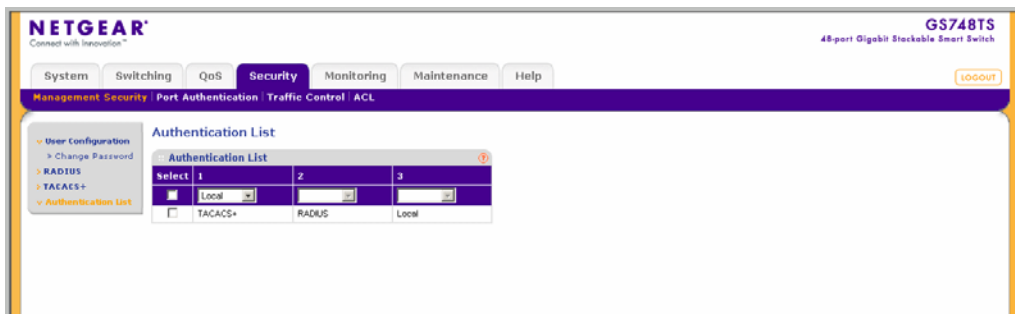 NETGEAR
Connect with Innovation™
GS748TS
48-port Gigabit Stackable Smart Switch
System Switching QoS Security Monitoring Maintenance Help
LOGOUT
Management Security Port Authentication Traffic Control ACL
User Configuration
Change Password
RADIUS
TACACS+
Authentication List
Authentication List
Authentication List
Select 1 2 3
Local
TACACS+ RADIUS Local